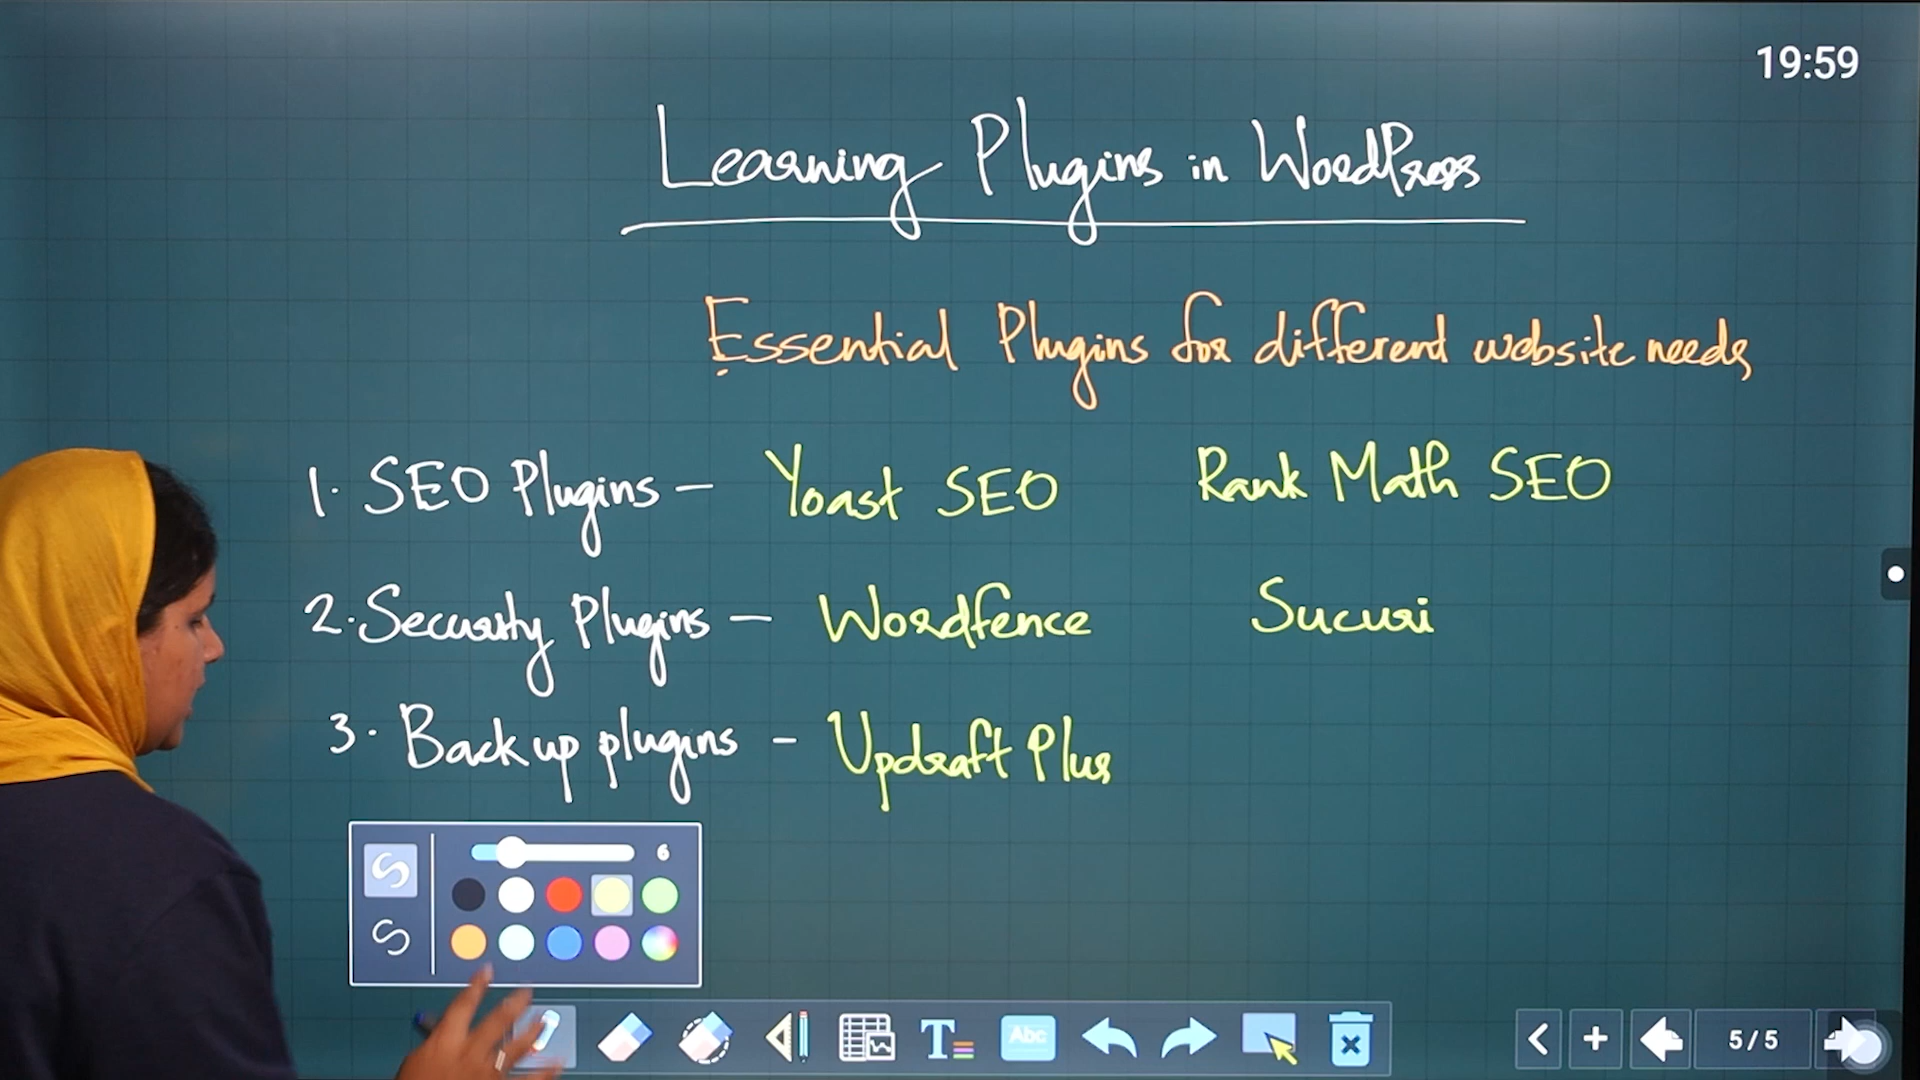 19:59
Learning Plugins in WordPress
Essential Plugins for different website needs
1. SEO Plugins - Yoast SEO Rank Math SEO
2. Security Plugins - Wordfence Sucuri
3. Backup plugins - Updraft Plus
6
Abc
5/5